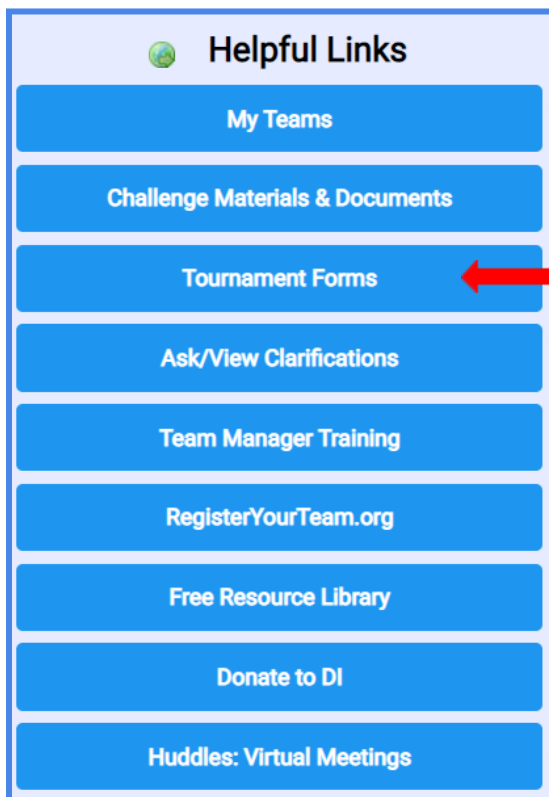 Helpful Links
My Teams
Challenge Materials & Documents
Tournament Forms
Ask/View Clarifications
Team Manager Training
RegisterYourTeam.org
Free Resource Library
Donate to DI
Huddles: Virtual Meetings